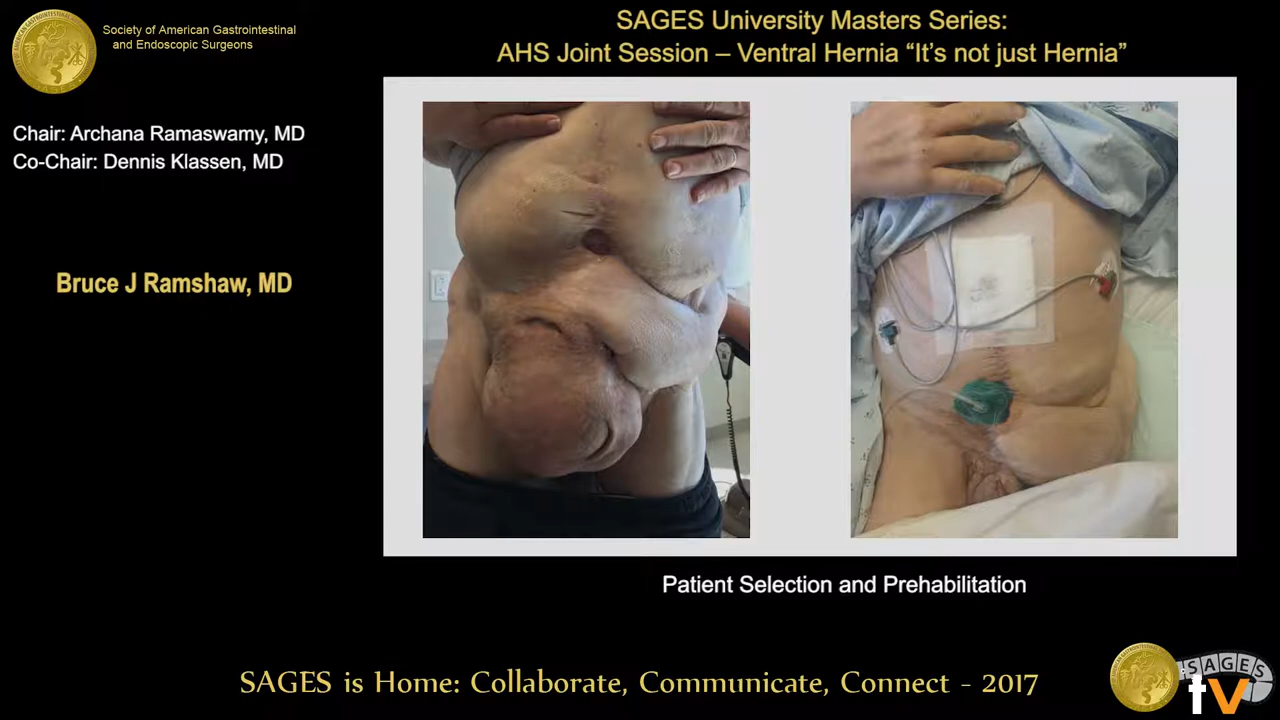 Society of American Gastrointestinal
and Endoscopic Surgeons
SAGES University Masters Series:
AHS Joint Session – Ventral Hernia “It’s not just Hernia”
Chair: Archana Ramaswamy, MD
Co-Chair: Dennis Klassen, MD
Bruce J Ramshaw, MD
Patient Selection and Prehabilitation
SAGES is Home: Collaborate, Communicate, Connect - 2017
SAGES
tv